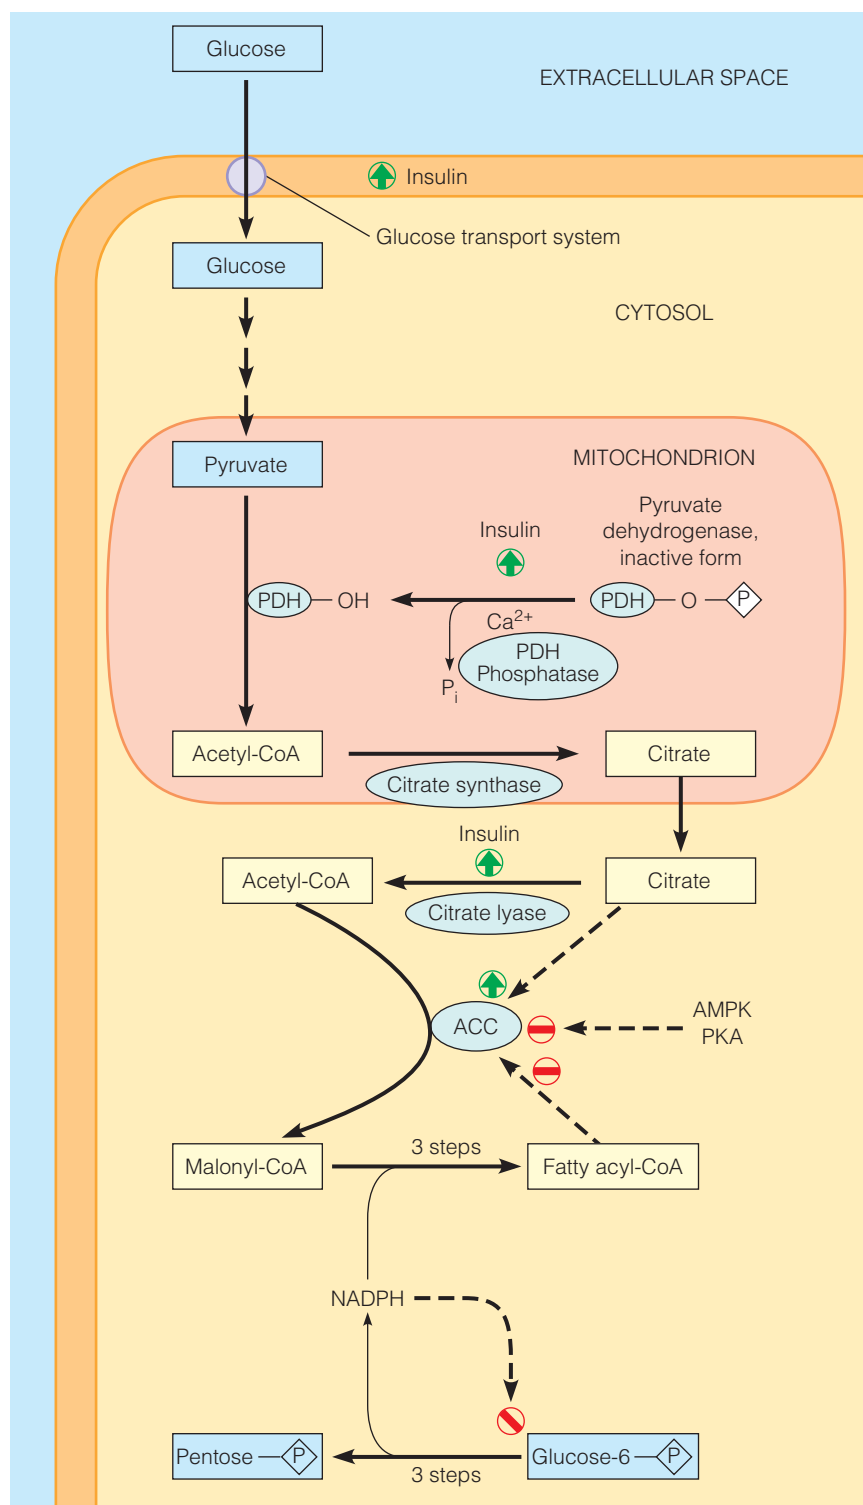 Glucose
EXTRACELLULAR SPACE
Insulin
Glucose transport system
Glucose
CYTOSOL
Pyruvate
MITOCHONDRION
Pyruvate
dehydrogenase,
inactive form
Insulin
PDH
OH
PDH
O
P
Ca2+
PDH
Phosphatase
Pi
Acetyl-CoA
Citrate
Citrate synthase
Insulin
Acetyl-CoA
Citrate
Citrate lyase
ACC
AMPK
PKA
Malonyl-CoA
3 steps
Fatty acyl-CoA
NADPH
Pentose
P
Glucose-6
P
3 steps